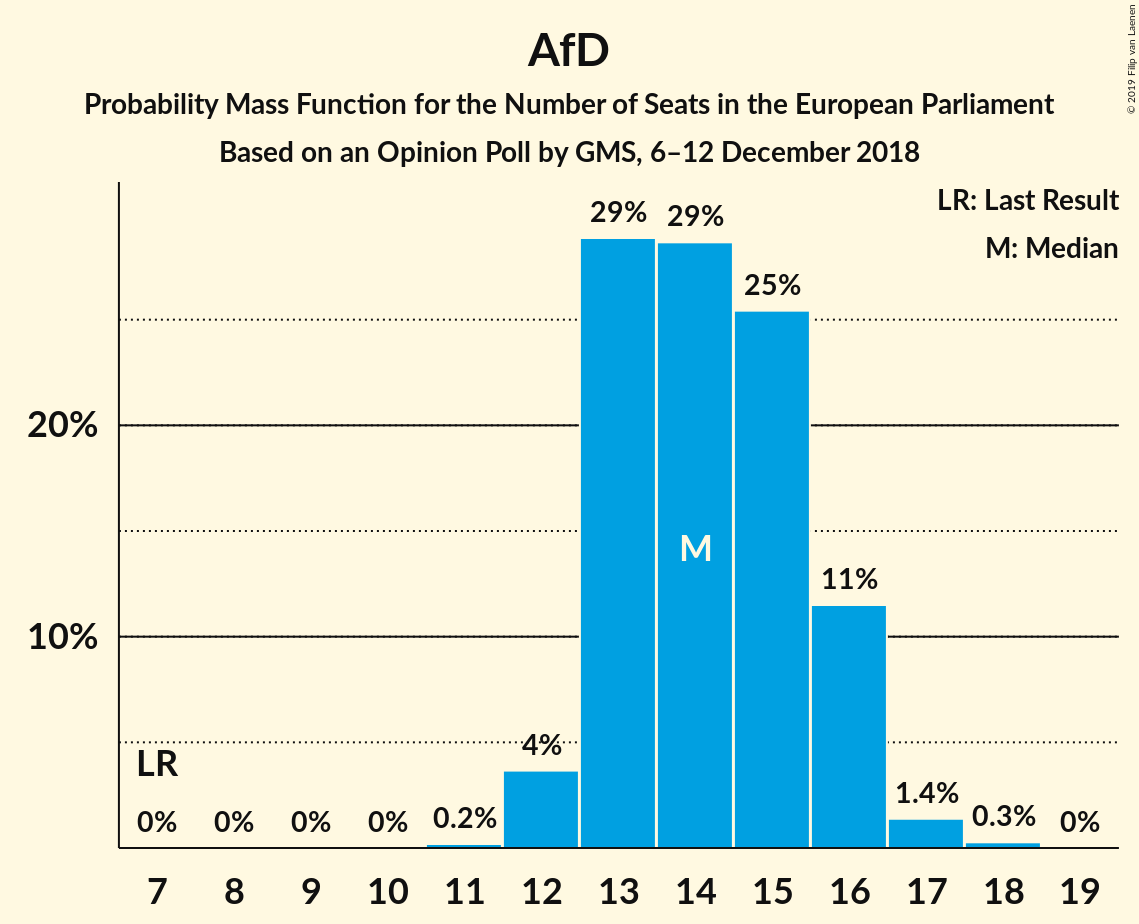 AfD
Probability Mass Function for the Number of Seats in the European Parliament
Based on an Opinion Poll by GMS, 6–12 December 2018
© 2019 Filip van Laenen
LR: Last Result
M: Median
29%
29%
25%
20%
M
11%
10%
4%
LR
1.4%
0.3%
0%
0%
0%
0%
0%
0.2%
7 8 9 10 11 12 13 14 15 16 17 18 19